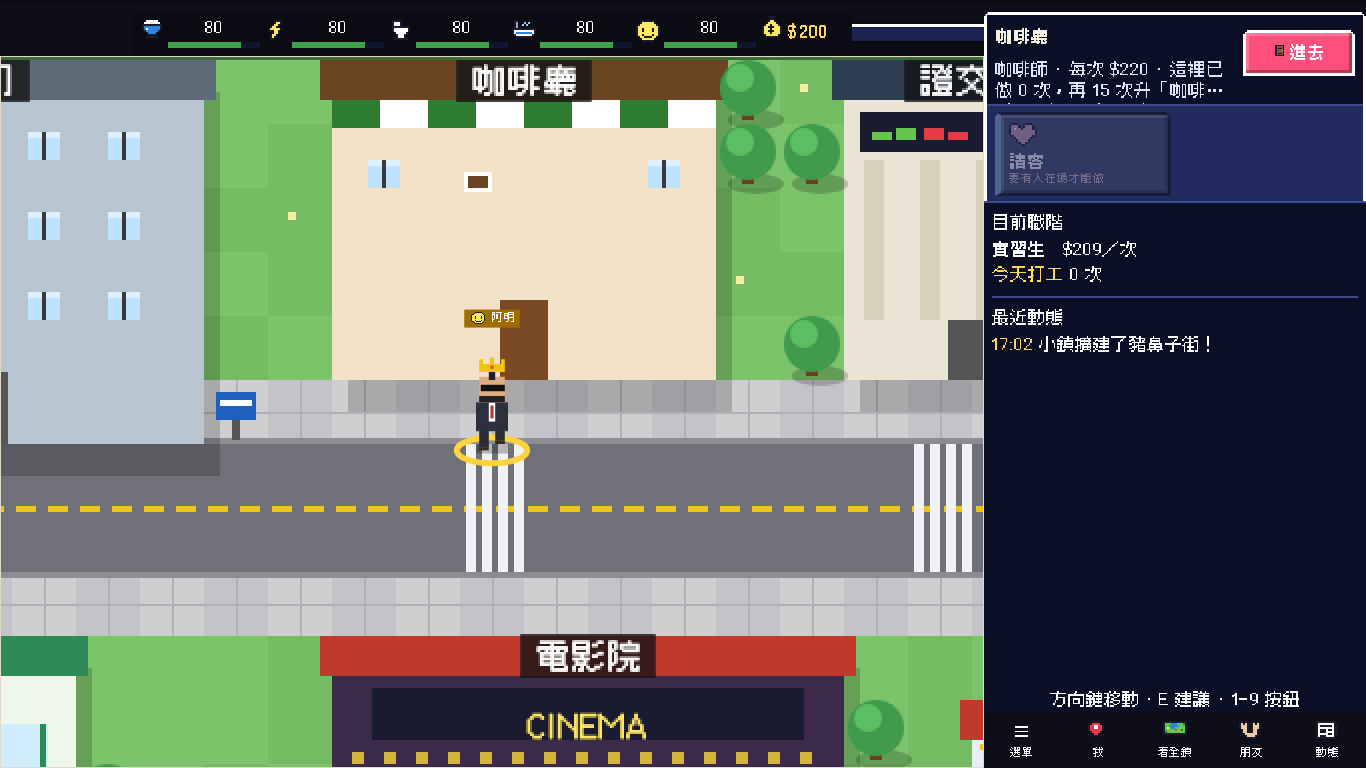 80
80
80
80
80
$200
咖啡廳
證交
阿明
電影院
CINEMA
咖啡廳
咖啡師·每次 $220·這裡已
做 0 次,再 15 次升「咖啡…
進去
請客
要有人在場才能做
目前職階
實習生 $209/次
今天打工 0 次
最近動態
17:02 小鎮擴建了豬鼻子街!
方向鍵移動·E 建議·1-9 按鈕
選單
我
看全鎮
朋友
動態